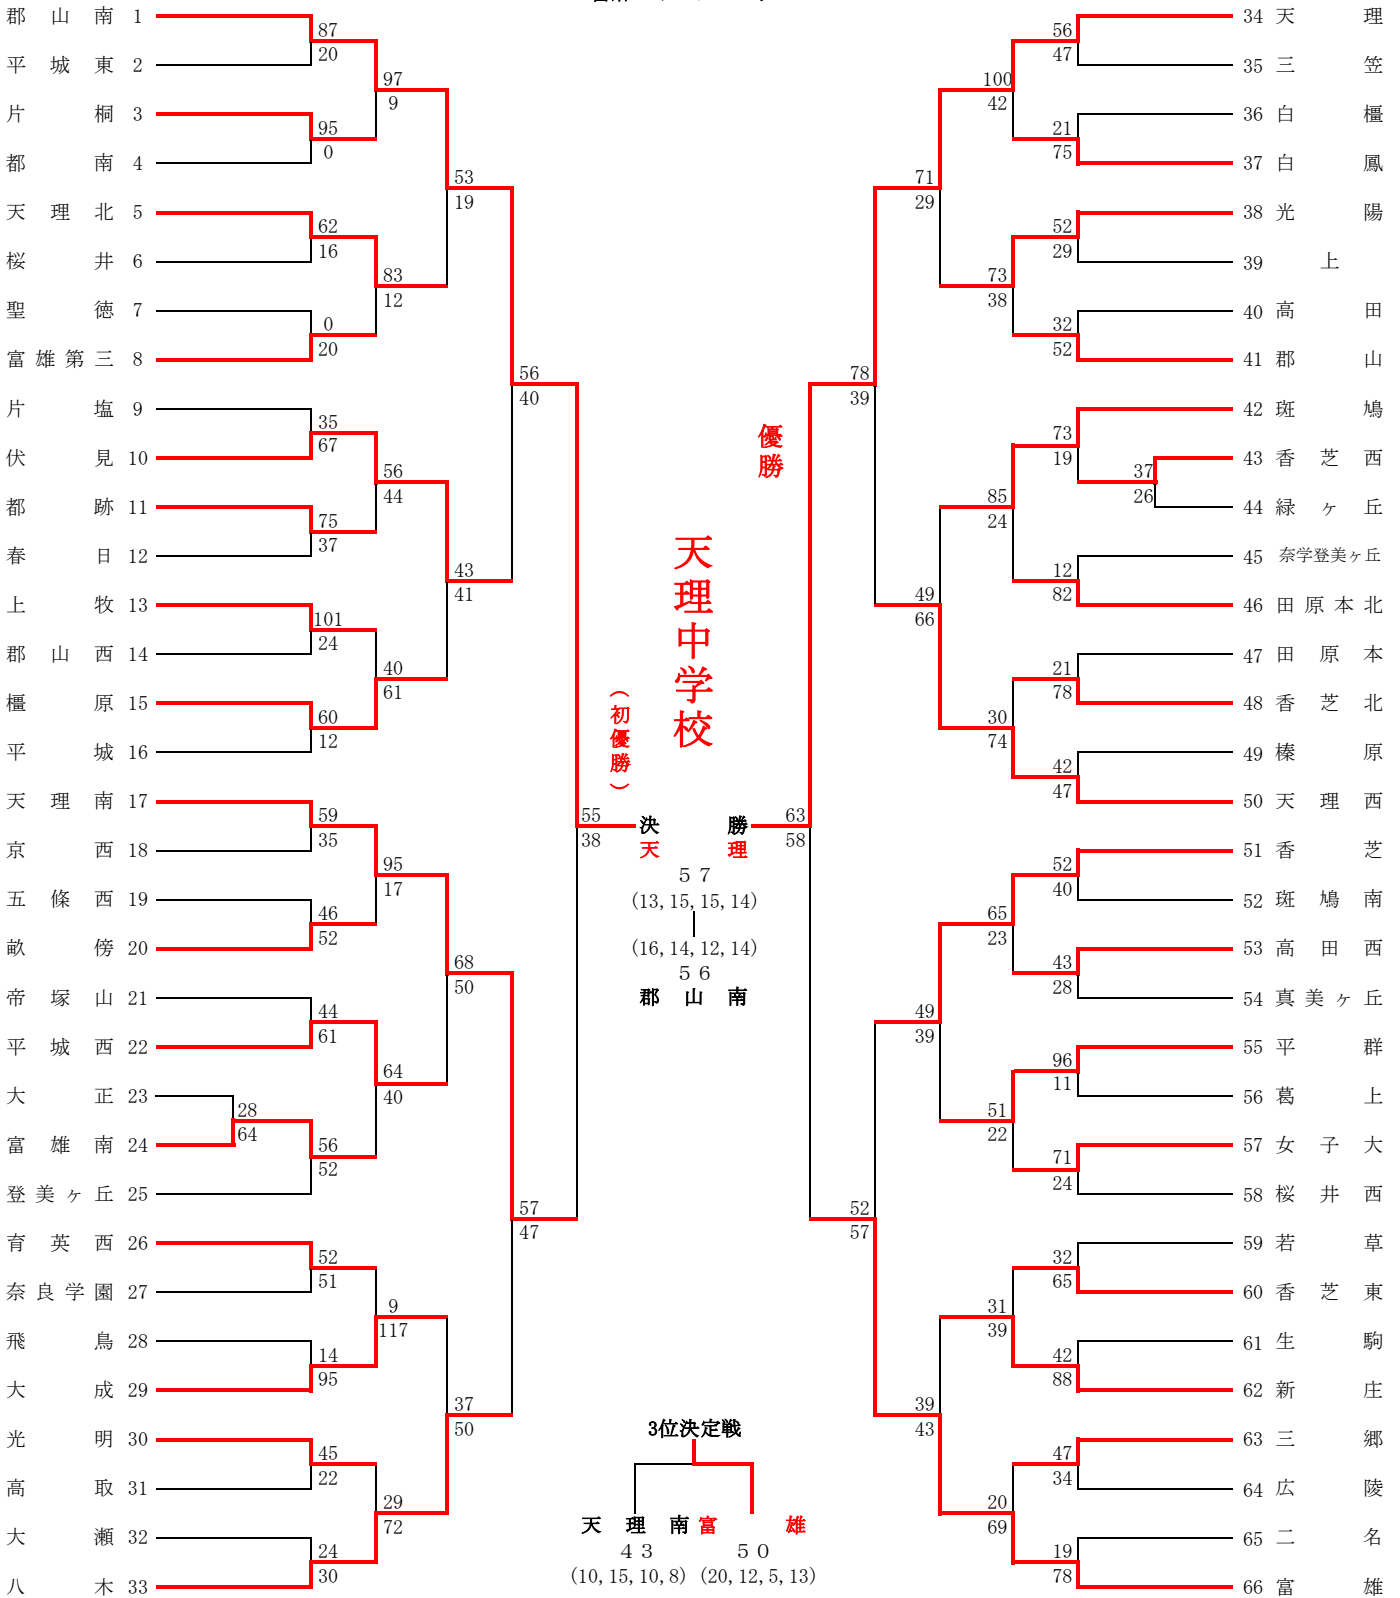 郡山南 1
平城東 2
片桐 3
都南 4
天理北 5
桜井 6
聖徳 7
富雄第三 8
片塩 9
伏見 10
都跡 11
春日 12
上牧 13
郡山西 14
橿原 15
平城 16
天理南 17
京西 18
五條西 19
畝傍 20
帝塚山 21
平城西 22
大正 23
富雄南 24
登美ヶ丘 25
育英西 26
奈良学園 27
飛鳥 28
大成 29
光明 30
高取 31
大瀬 32
八木 33
28
64
87
20
95
0
62
16
0
20
35
67
75
37
101
24
60
12
59
35
46
52
44
61
56
52
52
51
14
95
45
22
24
30
97
9
83
12
56
44
40
61
95
17
64
40
9
117
29
72
53
19
43
41
68
50
37
50
56
40
57
47
55
38
優勝
天理中学校
(初優勝)
決勝
天理
57
(13,15,15,14)
(16,14,12,14)
56
郡山南
3位決定戦
天理南 富雄
43 50
(10,15,10,8) (20,12,5,13)
63
58
78
39
52
57
71
29
49
66
49
39
39
43
100
42
73
38
85
24
30
74
65
23
51
22
31
39
20
69
56
47
21
75
52
29
32
52
73
19
12
82
21
78
42
47
52
40
43
28
96
11
71
24
32
65
42
88
47
34
19
78
37
26
34 天理
35 三笠
36 白橿
37 白鳳
38 光陽
39 上
40 高田
41 郡山
42 斑鳩
43 香芝西
44 緑ヶ丘
45 奈学登美ヶ丘
46 田原本北
47 田原本
48 香芝北
49 榛原
50 天理西
51 香芝
52 斑鳩南
53 高田西
54 真美ヶ丘
55 平群
56 葛上
57 女子大
58 桜井西
59 若草
60 香芝東
61 生駒
62 新庄
63 三郷
64 広陵
65 二名
66 富雄